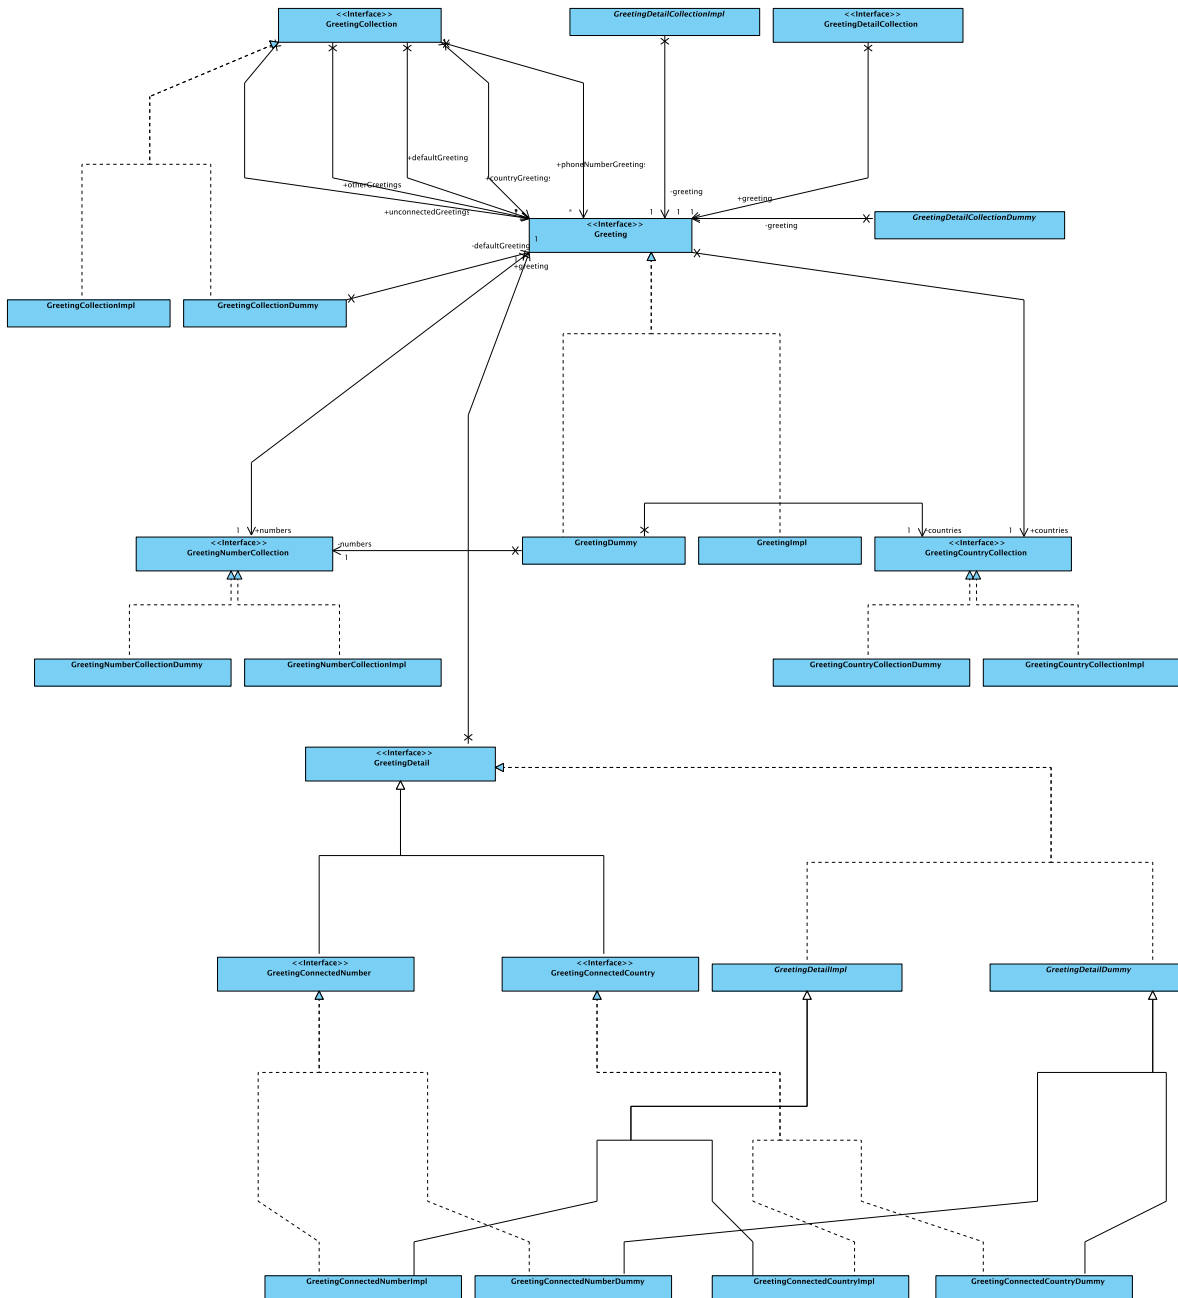 <<Interface>>
GreetingCollection
GreetingDetailCollectionImpl
<<Interface>>
GreetingDetailCollection
+defaultGreeting
+phoneNumberGreetings
+countryGreetings
+otherGreetings
-greeting
+greeting
+unconnectedGreetings
*
*
1
1
1
<<Interface>>
Greeting
1
-greeting
GreetingDetailCollectionDummy
-defaultGreeting
+greeting
GreetingCollectionImpl
GreetingCollectionDummy
1
+numbers
1
-countries
1
+countries
<<Interface>>
GreetingNumberCollection
-numbers
1
GreetingDummy
GreetingImpl
<<Interface>>
GreetingCountryCollection
GreetingNumberCollectionDummy
GreetingNumberCollectionImpl
GreetingCountryCollectionDummy
GreetingCountryCollectionImpl
<<Interface>>
GreetingDetail
<<Interface>>
GreetingConnectedNumber
<<Interface>>
GreetingConnectedCountry
GreetingDetailImpl
GreetingDetailDummy
GreetingConnectedNumberImpl
GreetingConnectedNumberDummy
GreetingConnectedCountryImpl
GreetingConnectedCountryDummy